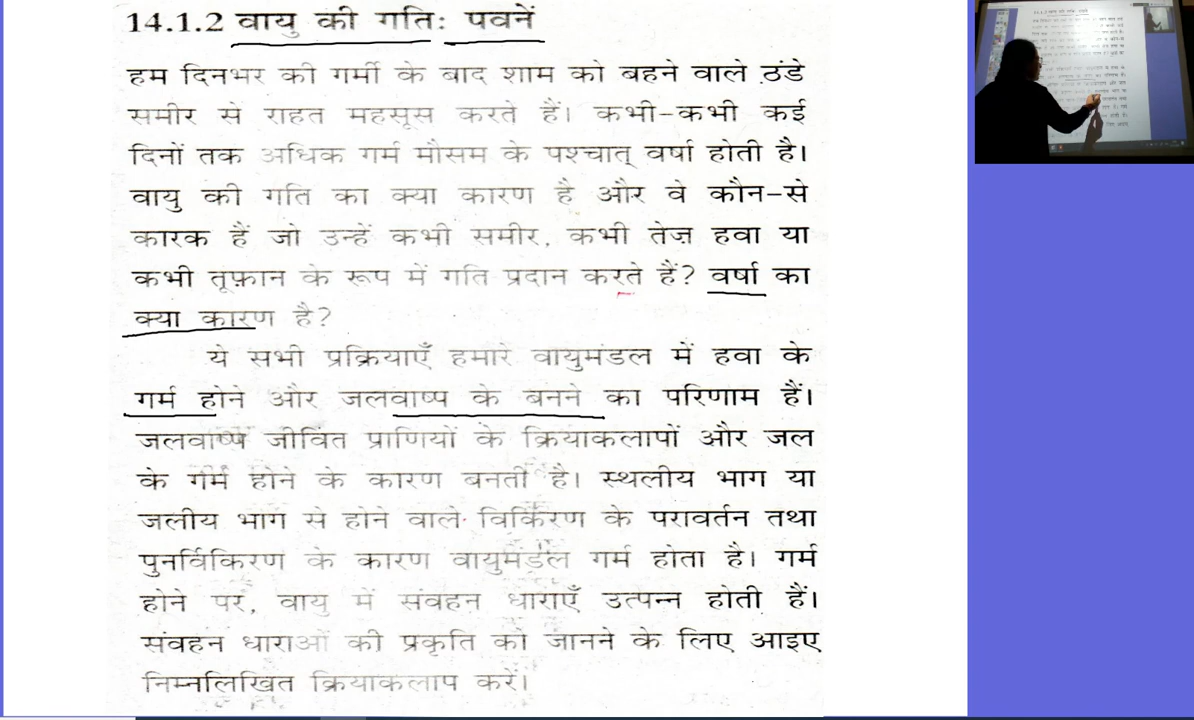 14.1.2 वायु की गतिः पवनें
हम दिनभर की गर्मी के बाद शाम को बहने वाले ठंडे
समीर से राहत महसूस करते हैं। कभी-कभी कई
दिनों तक अधिक गर्म मौसम के पश्चात् वर्षा होती है।
वायु की गति का क्या कारण है और वे कौन-से
कारक हैं जो उन्हें कभी समीर, कभी तेज़ हवा या
कभी तूफ़ान के रूप में गति प्रदान करते हैं? वर्षा का
क्या कारण है?
ये सभी प्रक्रियाएँ हमारे वायुमंडल में हवा के
गर्म होने और जलवाष्प के बनने का परिणाम हैं।
जलवाष्प जीवित प्राणियों के क्रियाकलापों और जल
के गर्म होने के कारण बनती है। स्थलीय भाग या
जलीय भाग से होने वाले विकिरण के परावर्तन तथा
पुनर्विकिरण के कारण वायुमंडल गर्म होता है। गर्म
होने पर, वायु में संवहन धाराएँ उत्पन्न होती हैं।
संवहन धाराओं की प्रकृति को जानने के लिए आइए
निम्नलिखित क्रियाकलाप करें।